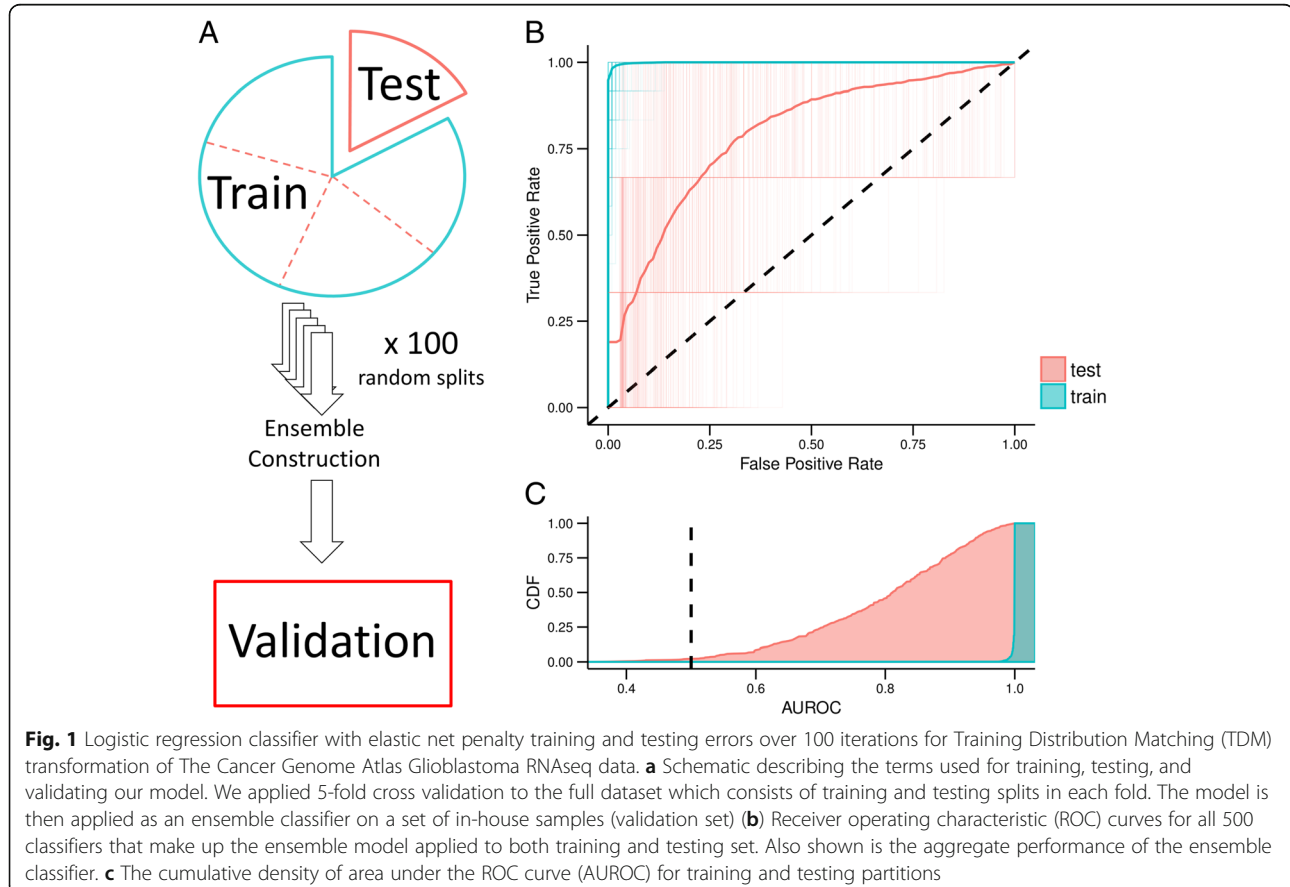 A
Test
Train
x 100
random splits
Ensemble
Construction
Validation
B
1.00
0.75
0.50
0.25
0.00
True Positive Rate
0.00 0.25 0.50 0.75 1.00
False Positive Rate
test
train
C
1.00
0.75
0.50
0.25
0.00
CDF
0.4 0.6 0.8 1.0
AUROC
Fig. 1 Logistic regression classifier with elastic net penalty training and testing errors over 100 iterations for Training Distribution Matching (TDM)
transformation of The Cancer Genome Atlas Glioblastoma RNAseq data. a Schematic describing the terms used for training, testing, and
validating our model. We applied 5-fold cross validation to the full dataset which consists of training and testing splits in each fold. The model is
then applied as an ensemble classifier on a set of in-house samples (validation set) (b) Receiver operating characteristic (ROC) curves for all 500
classifiers that make up the ensemble model applied to both training and testing set. Also shown is the aggregate performance of the ensemble
classifier. c The cumulative density of area under the ROC curve (AUROC) for training and testing partitions